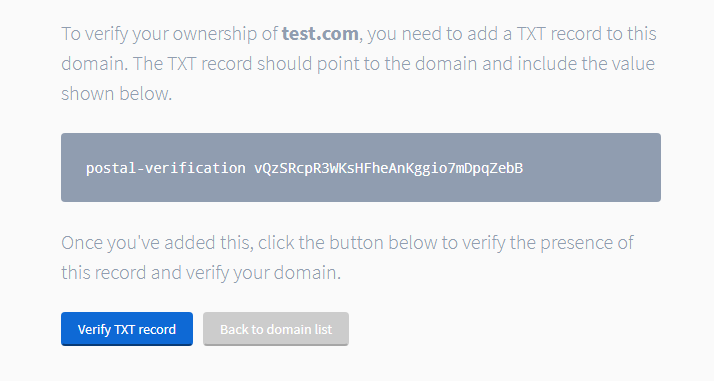 To verify your ownership of test.com, you need to add a TXT record to this
domain. The TXT record should point to the domain and include the value
shown below.
postal-verification vQzSRcpR3WKsHFheAnKggio7mDpqZebB
Once you've added this, click the button below to verify the presence of
this record and verify your domain.
Verify TXT record Back to domain list